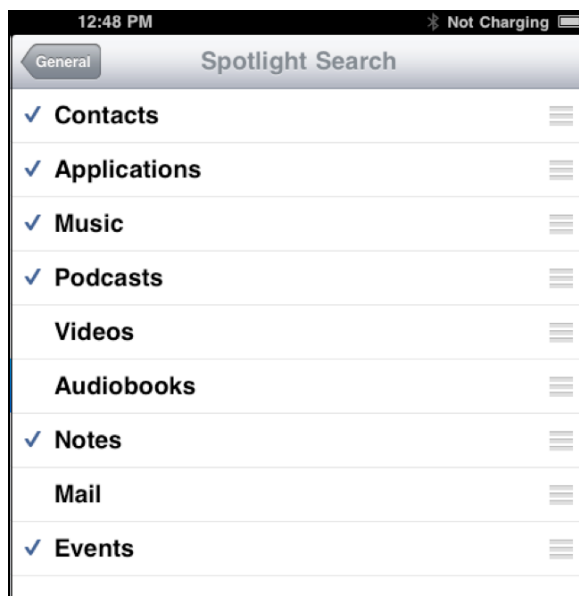 12:48 PM Not Charging
General Spotlight Search
Contacts
Applications
Music
Podcasts
Videos
Audiobooks
Notes
Mail
Events